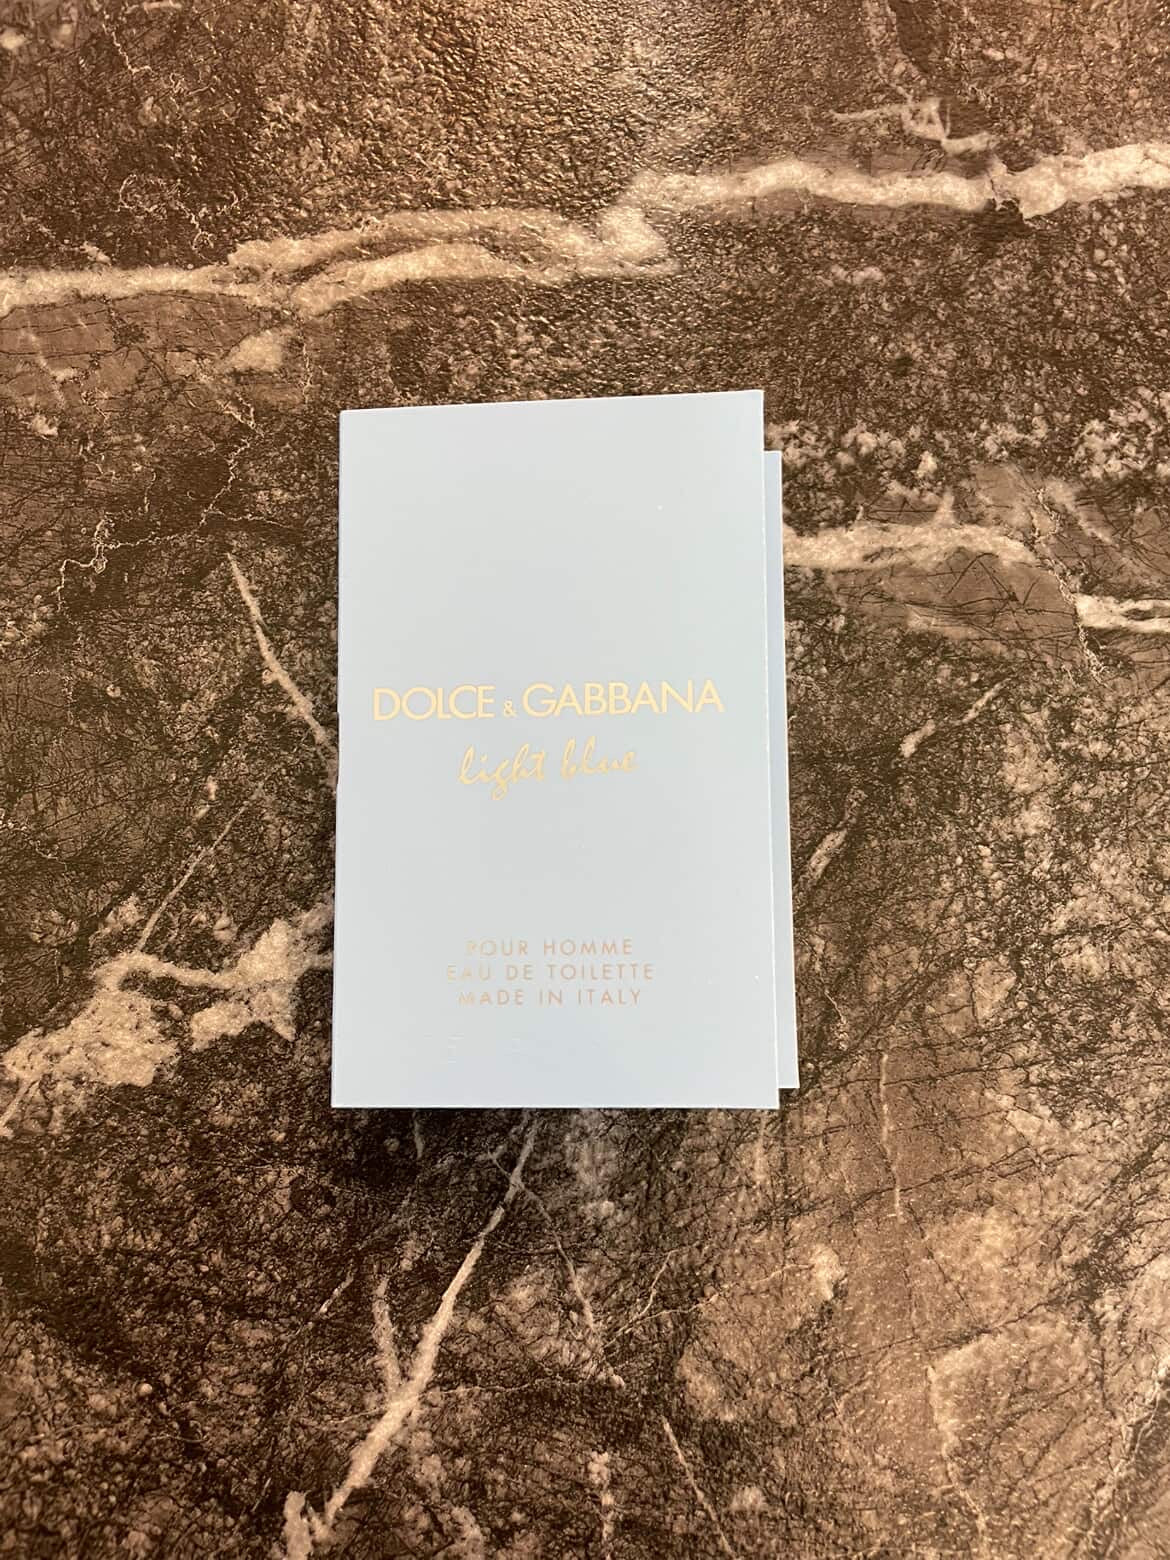 DOLCE & GABBANA
light blue
POUR HOMME
EAU DE TOILETTE
MADE IN ITALY